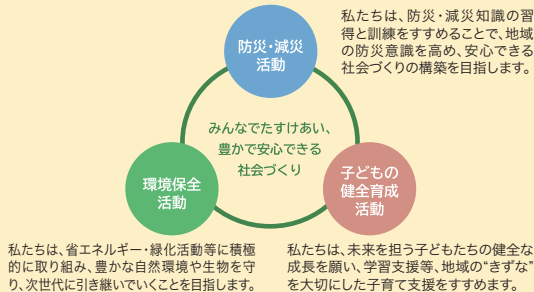 防災・減災
活動
私たちは、防災・減災知識の習
得と訓練をすすめることで、地域
の防災意識を高め、安心できる
社会づくりの構築を目指します。
みんなでたすけあい、
豊かで安心できる
社会づくり
環境保全
活動
子どもの
健全育成
活動
私たちは、省エネルギー・緑化活動等に積極
的に取り組み、豊かな自然環境や生物を守
り、次世代に引き継いでいくことを目指します。
私たちは、未来を担う子どもたちの健全な
成長を願い、学習支援等、地域の“きずな”
を大切にした子育て支援をすすめます。